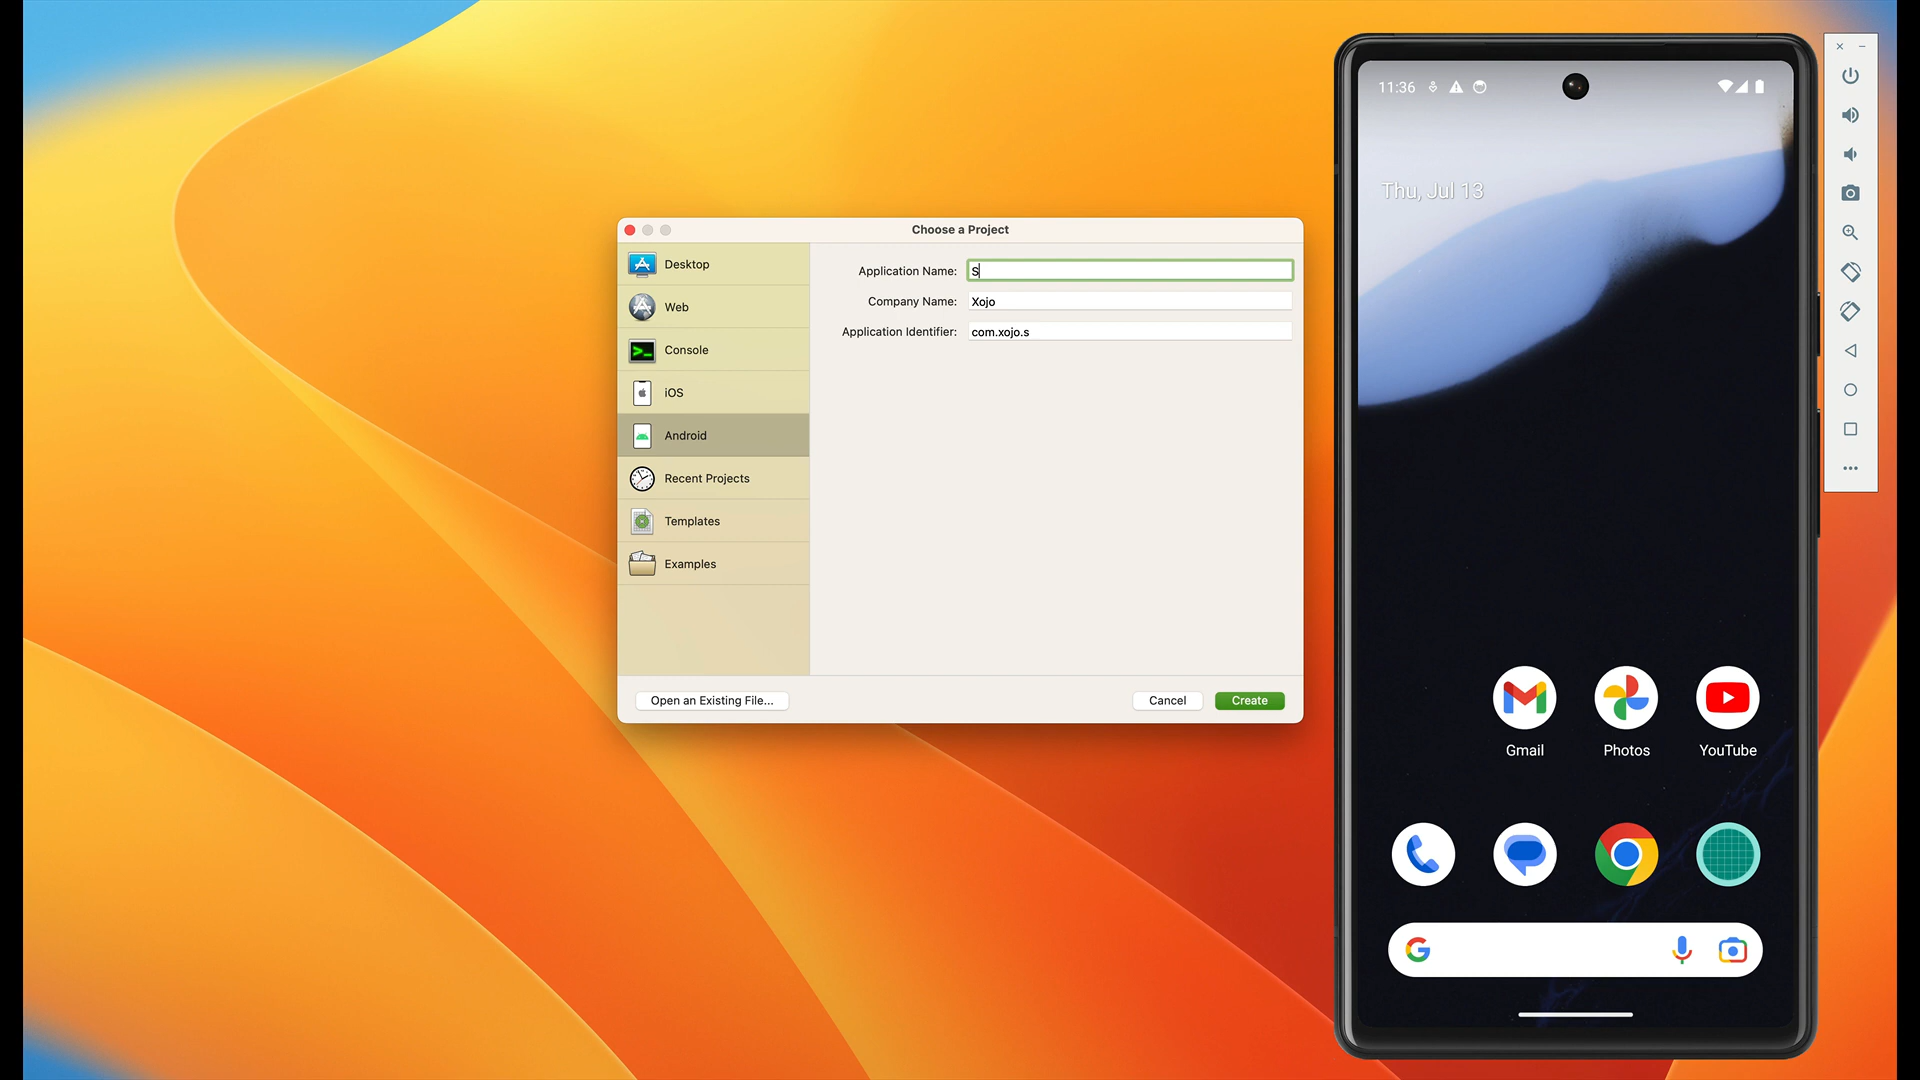 Choose a Project
Desktop
Web
Console
iOS
Android
Recent Projects
Templates
Examples
Application Name: S
Company Name: Xojo
Application Identifier: com.xojo.s
Open an Existing File...
Cancel
Create
11:36
Thu, Jul 13
Gmail
Photos
YouTube